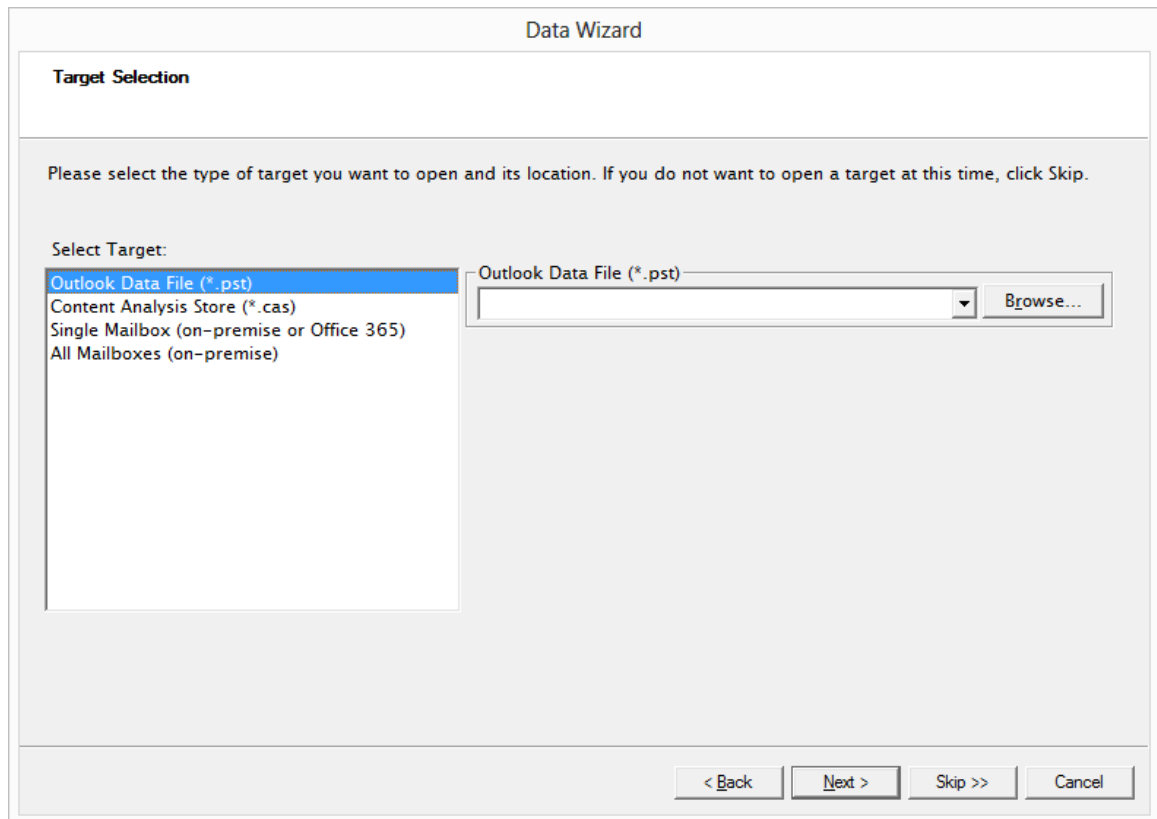 Data Wizard
Target Selection
Please select the type of target you want to open and its location. If you do not want to open a target at this time, click Skip.
Select Target:
Outlook Data File (*.pst)
Content Analysis Store (*.cas)
Single Mailbox (on-premise or Office 365)
All Mailboxes (on-premise)
Outlook Data File (*.pst)
Browse...
< Back
Next >
Skip >>
Cancel